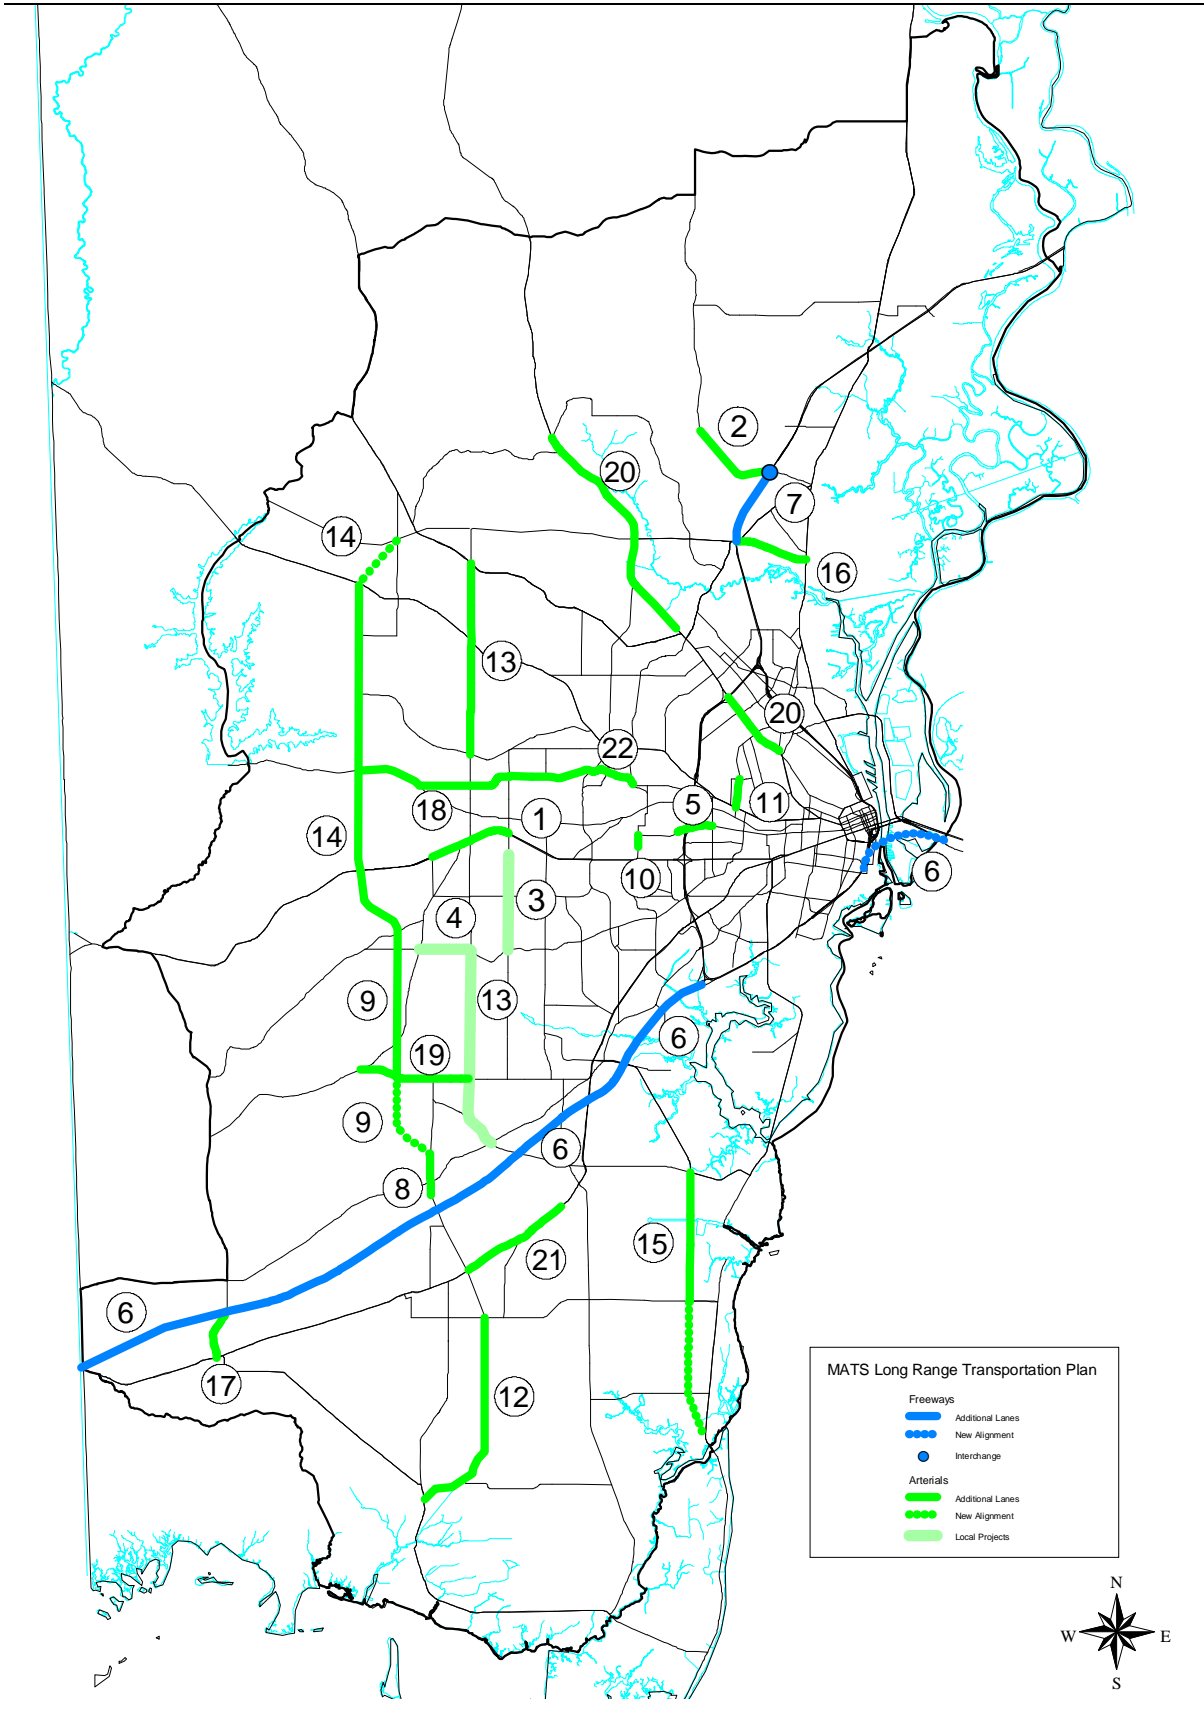 2
20
7
14
16
13
20
22
18
1
5
11
14
10
6
3
4
9
13
6
19
9
6
8
15
21
6
17
12
MATS Long Range Transportation Plan
Freeways
Additional Lanes
New Alignment
Interchange
Arterials
Additional Lanes
New Alignment
Local Projects
N
W E
S